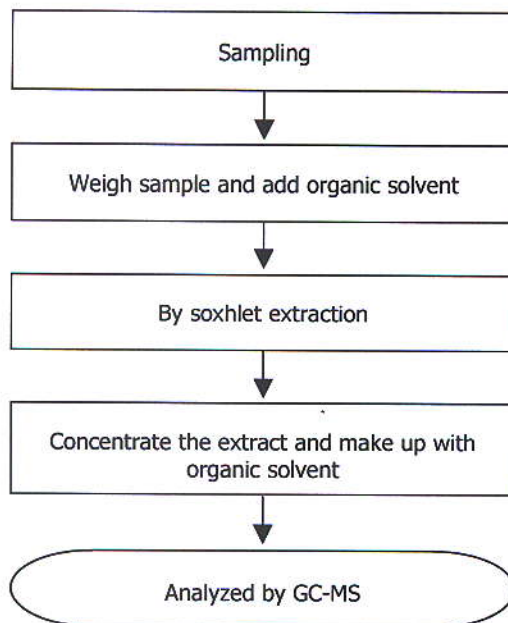 Sampling
Weigh sample and add organic solvent
By soxhlet extraction
Concentrate the extract and make up with
organic solvent
Analyzed by GC-MS